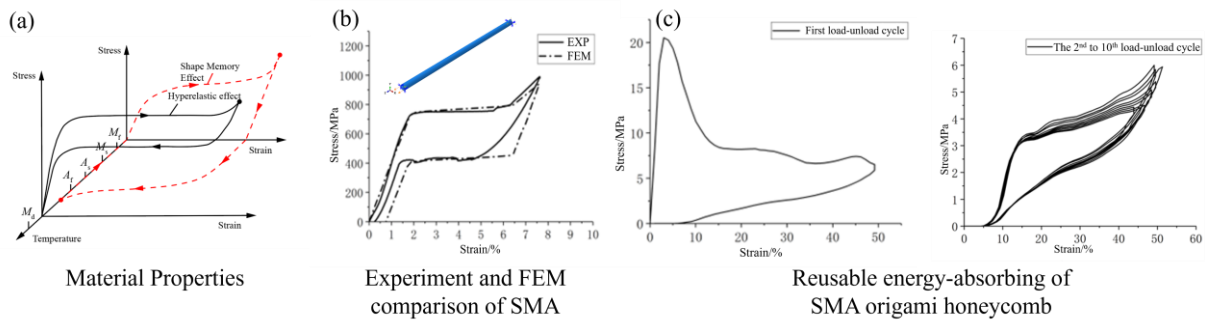 (a)
Stress
Stress
Shape Memory
Effect
Hyperelastic effect
Mf
Ms
As
Af
Md
Strain
Strain
Temperature
Material Properties
(b)
EXP
FEM
Stress/MPa
1300
1200
1000
800
600
400
200
0
0 1 2 3 4 5 6 7 8 9 10
Strain/%
Experiment and FEM
comparison of SMA
(c)
First load-unload cycle
Stress/MPa
20
15
10
5
0
0 10 20 30 40 50
Strain/%
The 2nd to 10th load-unload cycle
Stress/MPa
7
6
5
4
3
2
1
0
0 10 20 30 40 50 60
Strain/%
Reusable energy-absorbing of
SMA origami honeycomb